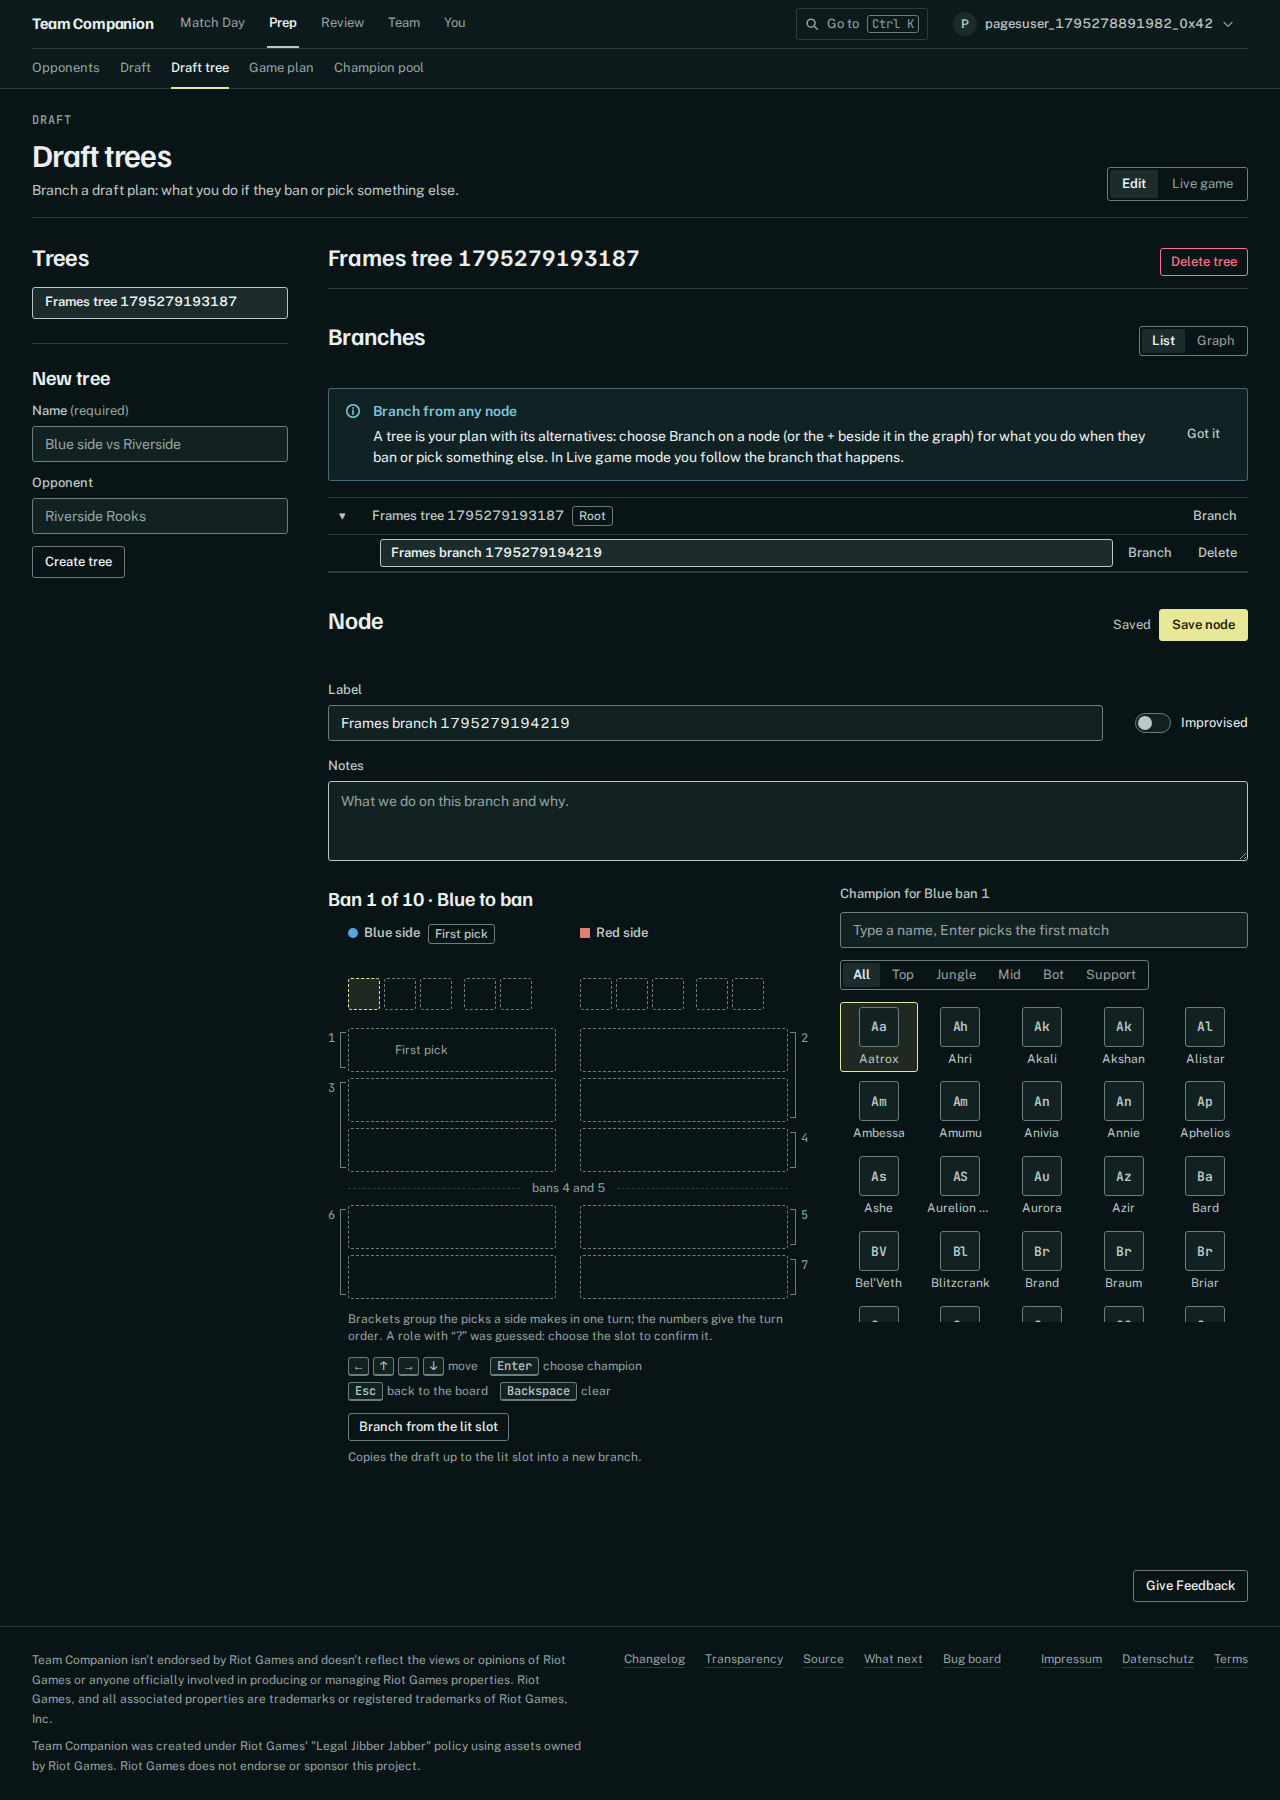 Team Companion
Match Day
Prep
Review
Team
You
Go to
Ctrl K
P
pagesuser_1795278891982_0x42
Opponents
Draft
Draft tree
Game plan
Champion pool
DRAFT
Draft trees
Branch a draft plan: what you do if they ban or pick something else.
Edit
Live game
Trees
Frames tree 1795279193187
New tree
Name (required)
Blue side vs Riverside
Opponent
Riverside Rooks
Create tree
Frames tree 1795279193187
Delete tree
Branches
List
Graph
Branch from any node
A tree is your plan with its alternatives: choose Branch on a node (or the + beside it in the graph) for what you do when they
ban or pick something else. In Live game mode you follow the branch that happens.
Got it
Frames tree 1795279193187
Root
Branch
Frames branch 1795279194219
Branch
Delete
Node
Saved
Save node
Label
Frames branch 1795279194219
Improvised
Notes
What we do on this branch and why.
Ban 1 of 10 · Blue to ban
Blue side
First pick
Red side
1
First pick
2
3
4
bans 4 and 5
6
5
7
Brackets group the picks a side makes in one turn; the numbers give the turn
order. A role with “?” was guessed: choose the slot to confirm it.
← ↑ → ↓ move Enter choose champion
Esc back to the board Backspace clear
Branch from the lit slot
Copies the draft up to the lit slot into a new branch.
Champion for Blue ban 1
Type a name, Enter picks the first match
All
Top
Jungle
Mid
Bot
Support
Aa Ah Ak Ak Al
Aatrox Ahri Akali Akshan Alistar
Am Am An An Ap
Ambessa Amumu Anivia Annie Aphelios
As AS Au Az Ba
Ashe Aurelion ... Aurora Azir Bard
BV Bl Br Br Br
Bel'Veth Blitzcrank Brand Braum Briar
Give Feedback
Team Companion isn't endorsed by Riot Games and doesn't reflect the views or opinions of Riot
Games or anyone officially involved in producing or managing Riot Games properties. Riot
Games, and all associated properties are trademarks or registered trademarks of Riot Games,
Inc.
Team Companion was created under Riot Games' "Legal Jibber Jabber" policy using assets owned
by Riot Games. Riot Games does not endorse or sponsor this project.
Changelog
Transparency
Source
What next
Bug board
Impressum
Datenschutz
Terms